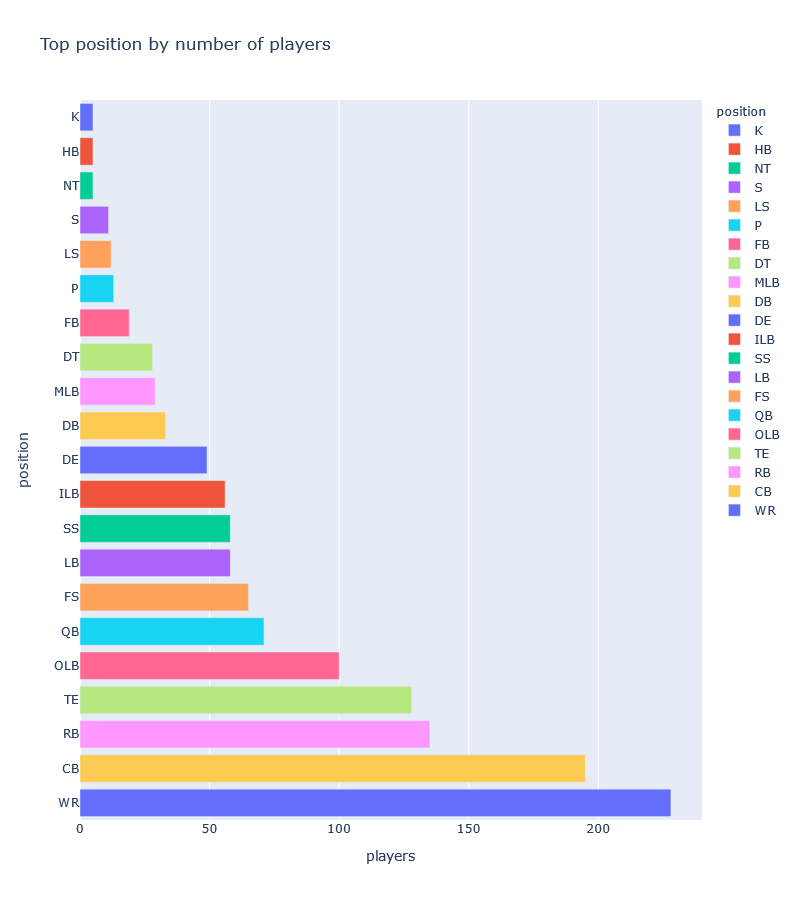 Top position by number of players
position
K
HB
NT
S
LS
P
FB
DT
MLB
DB
DE
ILB
SS
LB
FS
QB
OLB
TE
RB
CB
WR
0 50 100 150 200
players
position
K
HB
NT
S
LS
P
FB
DT
MLB
DB
DE
ILB
SS
LB
FS
QB
OLB
TE
RB
CB
WR